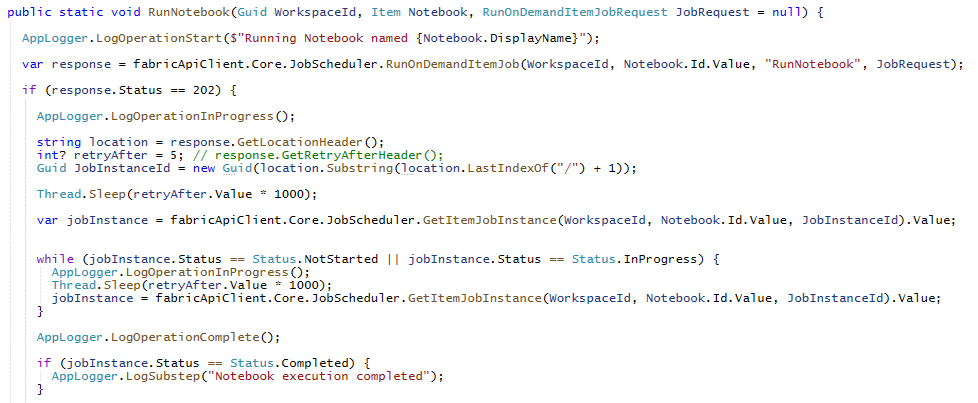 public static void RunNotebook(Guid WorkspaceId, Item Notebook, RunOnDemandItemJobRequest JobRequest = null) {
AppLogger.LogOperationStart($"Running Notebook named {Notebook.DisplayName}");
var response = fabricApiClient.Core.JobScheduler.RunOnDemandItemJob(WorkspaceId, Notebook.Id.Value, "RunNotebook", JobRequest);
if (response.Status == 202) {
AppLogger.LogOperationInProgress();
string location = response.GetLocationHeader();
int? retryAfter = 5; // response.GetRetryAfterHeader();
Guid JobInstanceId = new Guid(location.Substring(location.LastIndexOf("/") + 1));
Thread.Sleep(retryAfter.Value * 1000);
var jobInstance = fabricApiClient.Core.JobScheduler.GetItemJobInstance(WorkspaceId, Notebook.Id.Value, JobInstanceId).Value;
while (jobInstance.Status == Status.NotStarted || jobInstance.Status == Status.InProgress) {
AppLogger.LogOperationInProgress();
Thread.Sleep(retryAfter.Value * 1000);
jobInstance = fabricApiClient.Core.JobScheduler.GetItemJobInstance(WorkspaceId, Notebook.Id.Value, JobInstanceId).Value;
}
AppLogger.LogOperationComplete();
if (jobInstance.Status == Status.Completed) {
AppLogger.LogSubstep("Notebook execution completed");
}